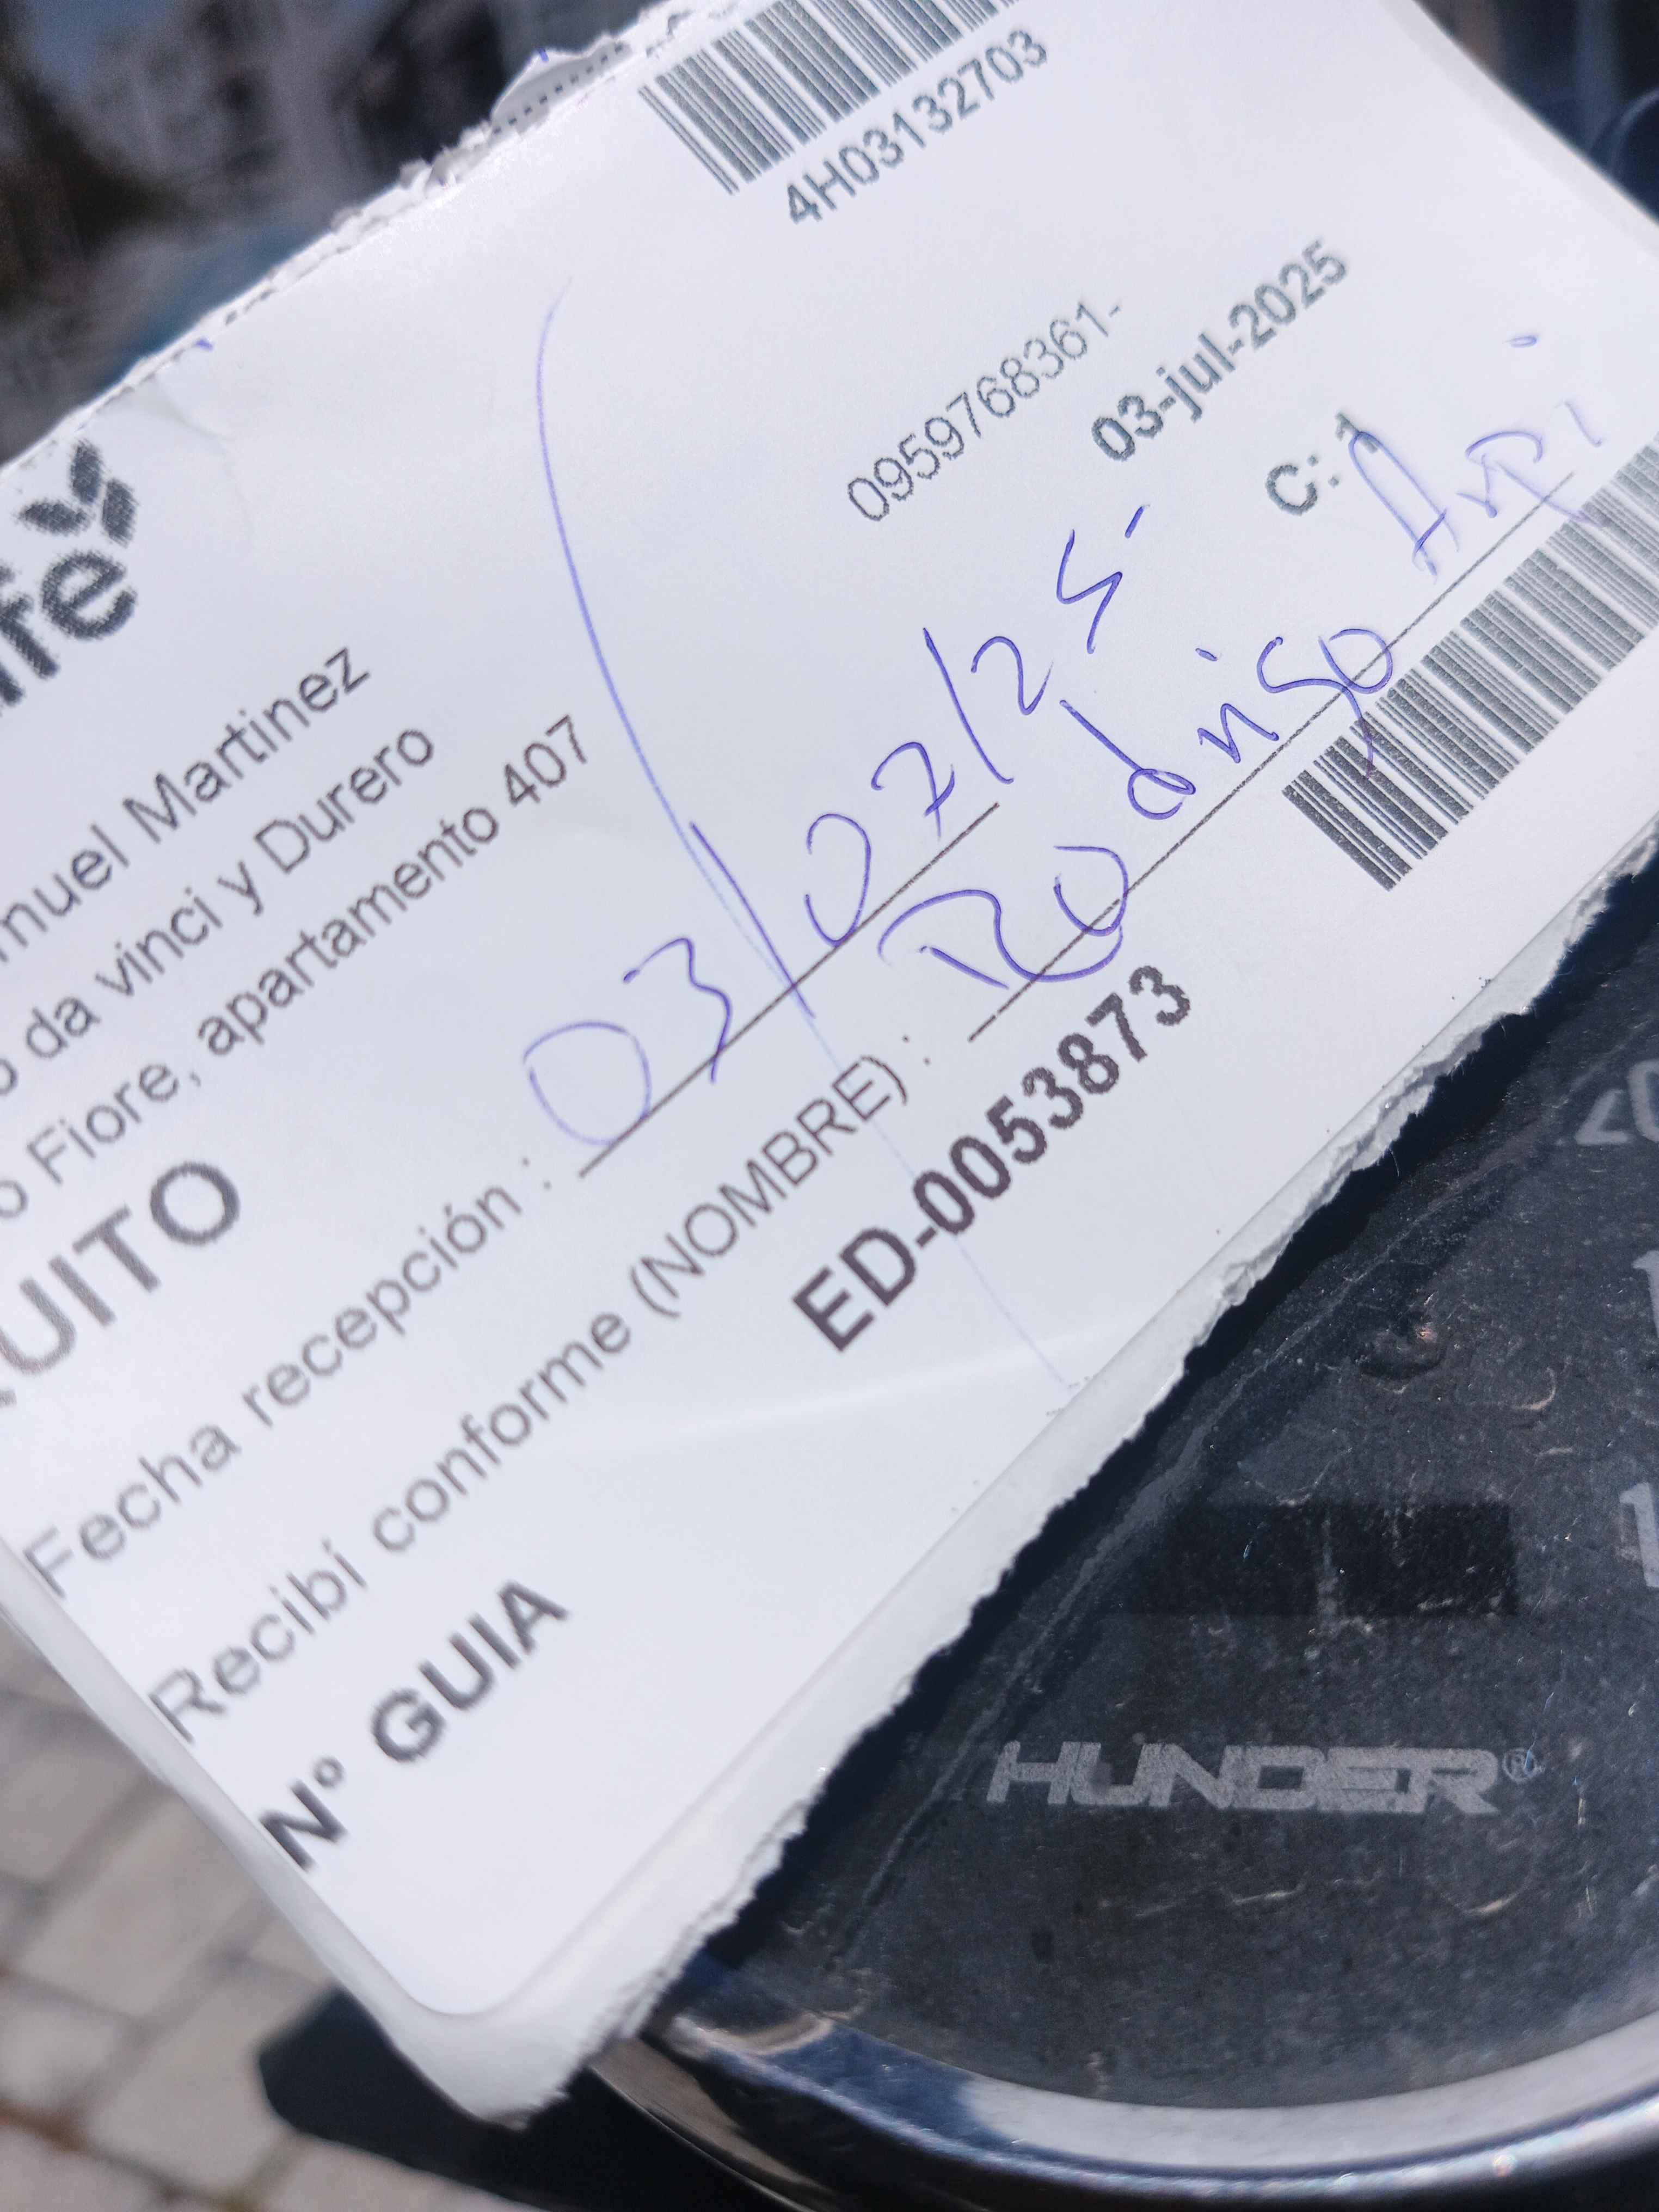 4H03132703
ife
0959768361-
nuel Martinez
03-jul-2025
da vinci y Durero
C: 1
Fiore, apartamento 407
UITO
Fecha recepción : 03/07/25
Recibí conforme (NOMBRE) : Rodrigo
Nº GUIA ED-0053873
HUNDER®